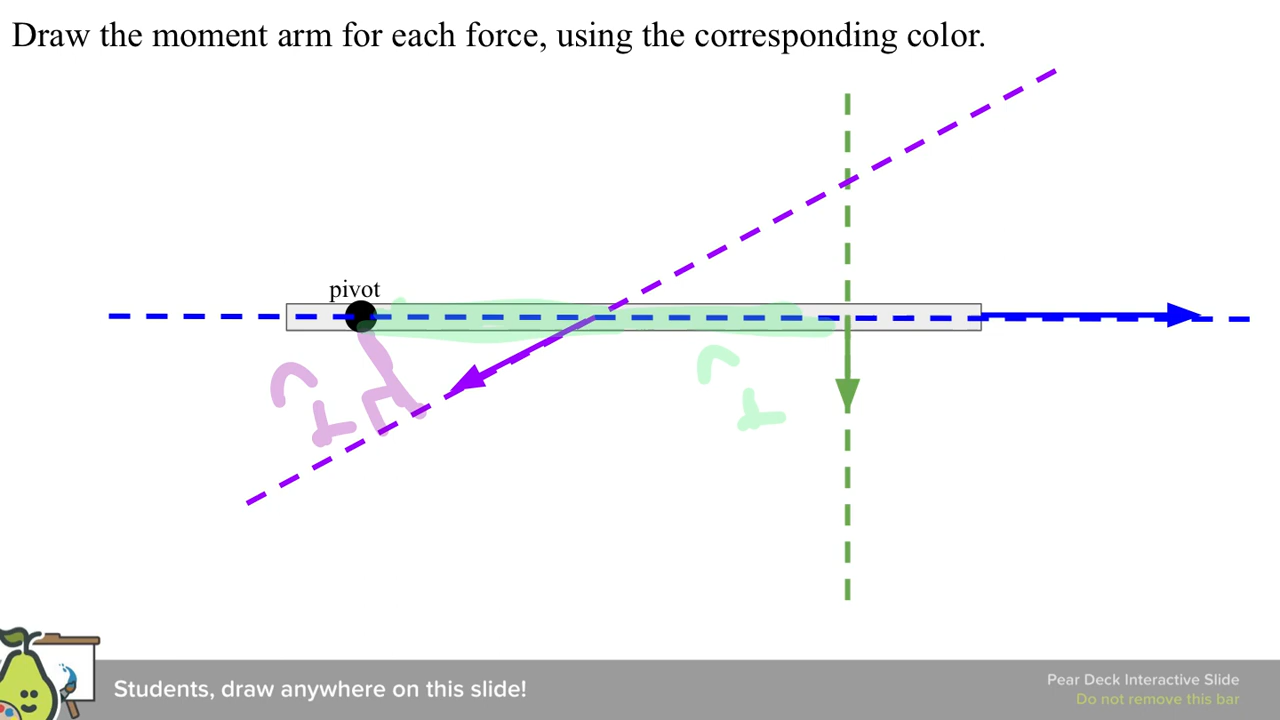 Draw the moment arm for each force, using the corresponding color.
pivot
Students, draw anywhere on this slide!
Pear Deck Interactive Slide
Do not remove this bar